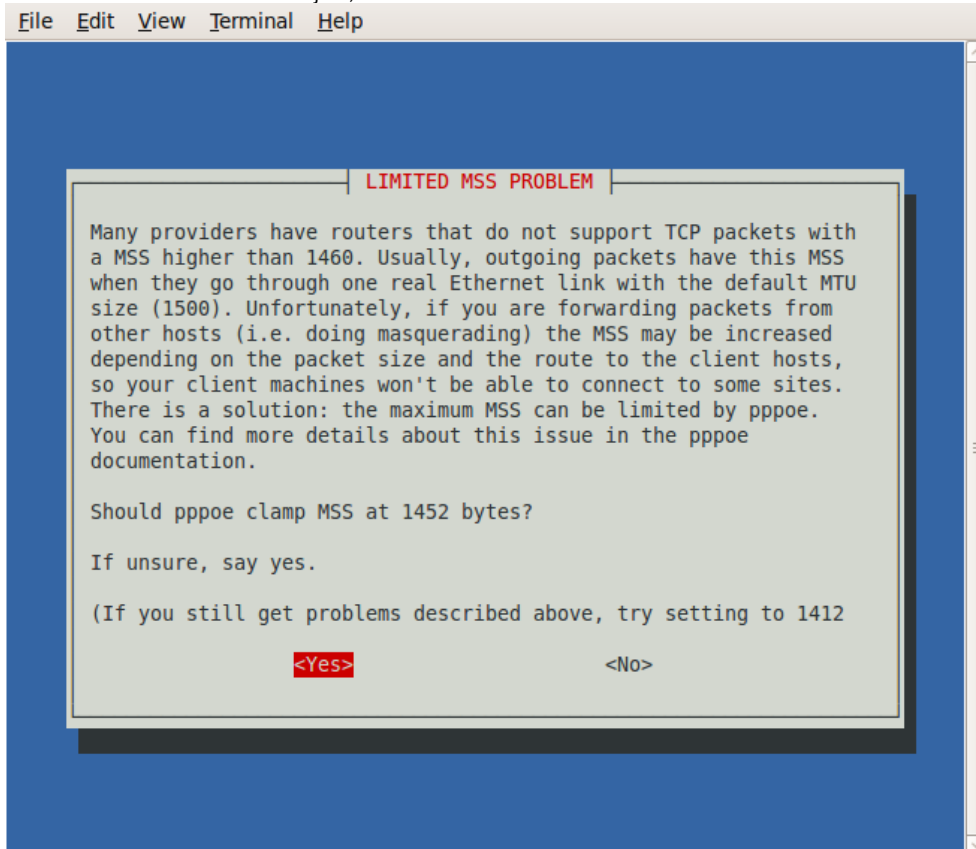 File Edit View Terminal Help
LIMITED MSS PROBLEM
Many providers have routers that do not support TCP packets with
a MSS higher than 1460. Usually, outgoing packets have this MSS
when they go through one real Ethernet link with the default MTU
size (1500). Unfortunately, if you are forwarding packets from
other hosts (i.e. doing masquerading) the MSS may be increased
depending on the packet size and the route to the client hosts,
so your client machines won't be able to connect to some sites.
There is a solution: the maximum MSS can be limited by pppoe.
You can find more details about this issue in the pppoe
documentation.
Should pppoe clamp MSS at 1452 bytes?
If unsure, say yes.
(If you still get problems described above, try setting to 1412
<Yes> <No>